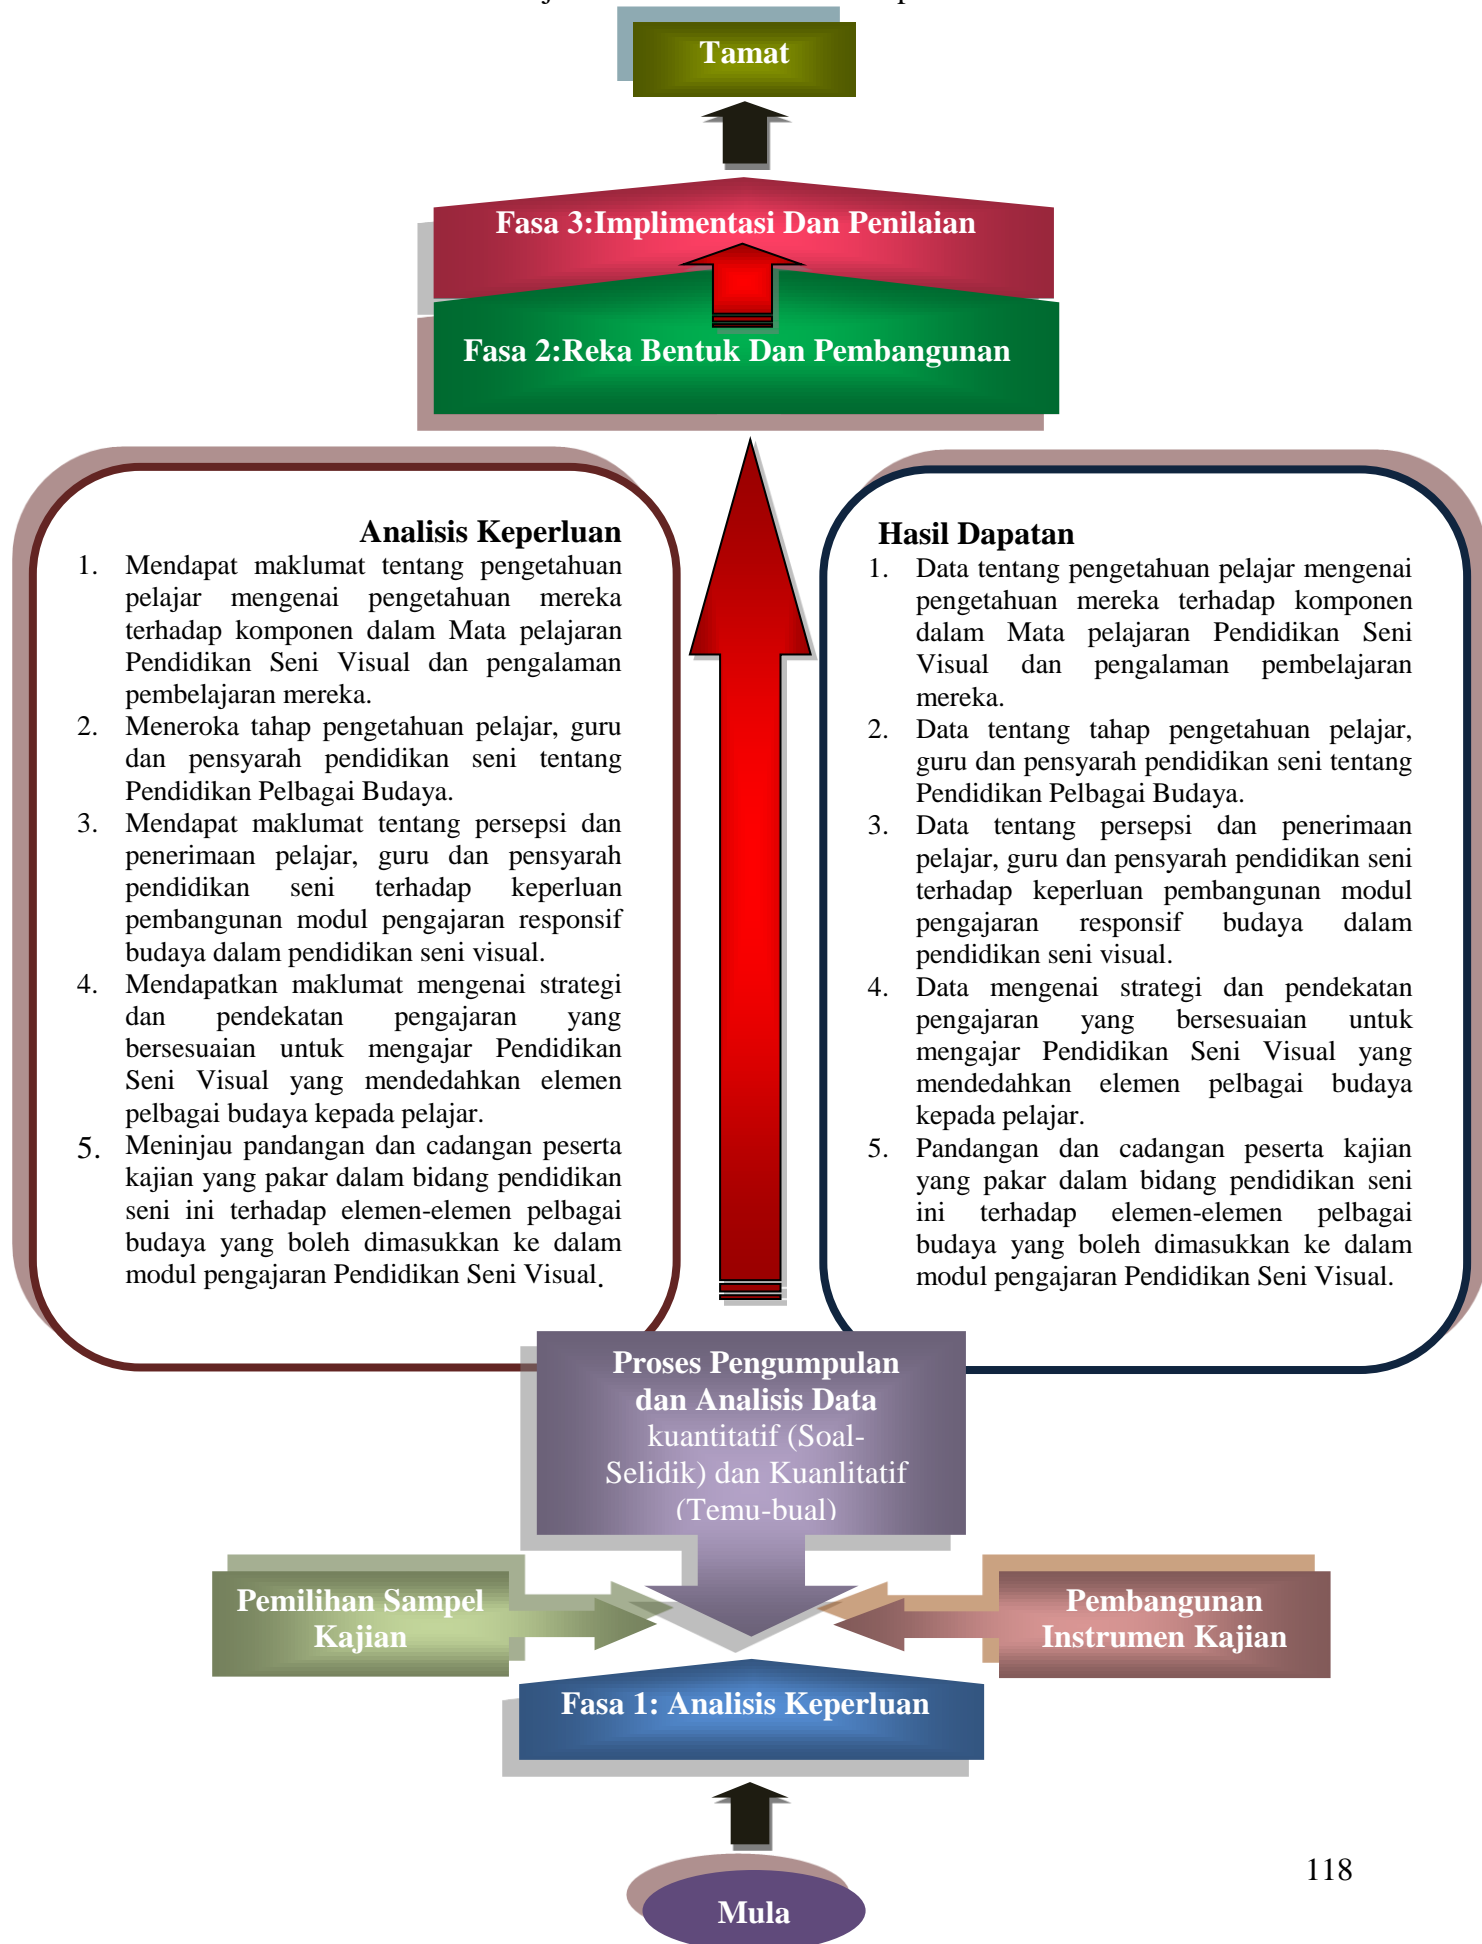 Tamat
Fasa 3:Implimentasi Dan Penilaian
Fasa 2:Reka Bentuk Dan Pembangunan
Analisis Keperluan
1. Mendapat maklumat tentang pengetahuan
pelajar mengenai pengetahuan mereka
terhadap komponen dalam Mata pelajaran
Pendidikan Seni Visual dan pengalaman
pembelajaran mereka.
2. Meneroka tahap pengetahuan pelajar, guru
dan pensyarah pendidikan seni tentang
Pendidikan Pelbagai Budaya.
3. Mendapat maklumat tentang persepsi dan
penerimaan pelajar, guru dan pensyarah
pendidikan seni terhadap keperluan
pembangunan modul pengajaran responsif
budaya dalam pendidikan seni visual.
4. Mendapatkan maklumat mengenai strategi
dan pendekatan pengajaran yang
bersesuaian untuk mengajar Pendidikan
Seni Visual yang mendedahkan elemen
pelbagai budaya kepada pelajar.
5. Meninjau pandangan dan cadangan peserta
kajian yang pakar dalam bidang pendidikan
seni ini terhadap elemen-elemen pelbagai
budaya yang boleh dimasukkan ke dalam
modul pengajaran Pendidikan Seni Visual.
Hasil Dapatan
1. Data tentang pengetahuan pelajar mengenai
pengetahuan mereka terhadap komponen
dalam Mata pelajaran Pendidikan Seni
Visual dan pengalaman pembelajaran
mereka.
2. Data tentang tahap pengetahuan pelajar,
guru dan pensyarah pendidikan seni tentang
Pendidikan Pelbagai Budaya.
3. Data tentang persepsi dan penerimaan
pelajar, guru dan pensyarah pendidikan seni
terhadap keperluan pembangunan modul
pengajaran responsif budaya dalam
pendidikan seni visual.
4. Data mengenai strategi dan pendekatan
pengajaran yang bersesuaian untuk
mengajar Pendidikan Seni Visual yang
mendedahkan elemen pelbagai budaya
kepada pelajar.
5. Pandangan dan cadangan peserta kajian
yang pakar dalam bidang pendidikan seni
ini terhadap elemen-elemen pelbagai
budaya yang boleh dimasukkan ke dalam
modul pengajaran Pendidikan Seni Visual.
Proses Pengumpulan
dan Analisis Data
kuantitatif (Soal-
Selidik) dan Kuanlitatif
(Temu-bual)
Pemilihan Sampel
Kajian
Pembangunan
Instrumen Kajian
Fasa 1: Analisis Keperluan
118
Mula